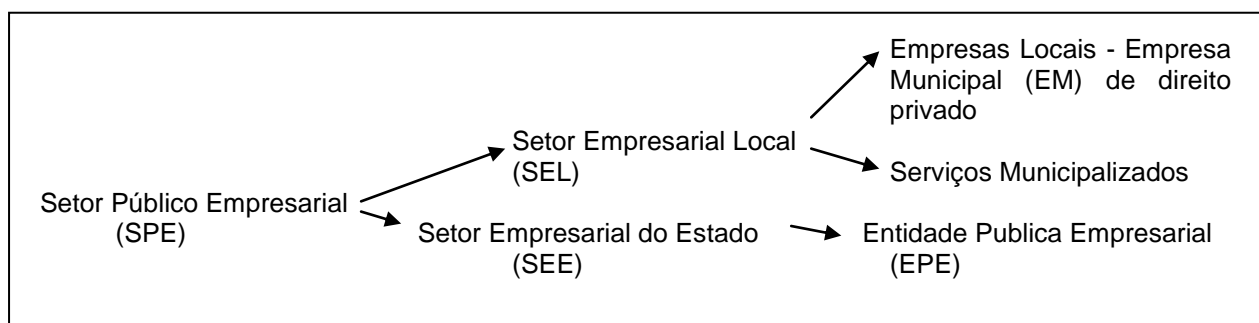 Empresas Locais - Empresa
Municipal (EM) de direito
privado
Setor Empresarial Local
(SEL)
Serviços Municipalizados
Setor Público Empresarial
(SPE)
Setor Empresarial do Estado
(SEE)
Entidade Publica Empresarial
(EPE)